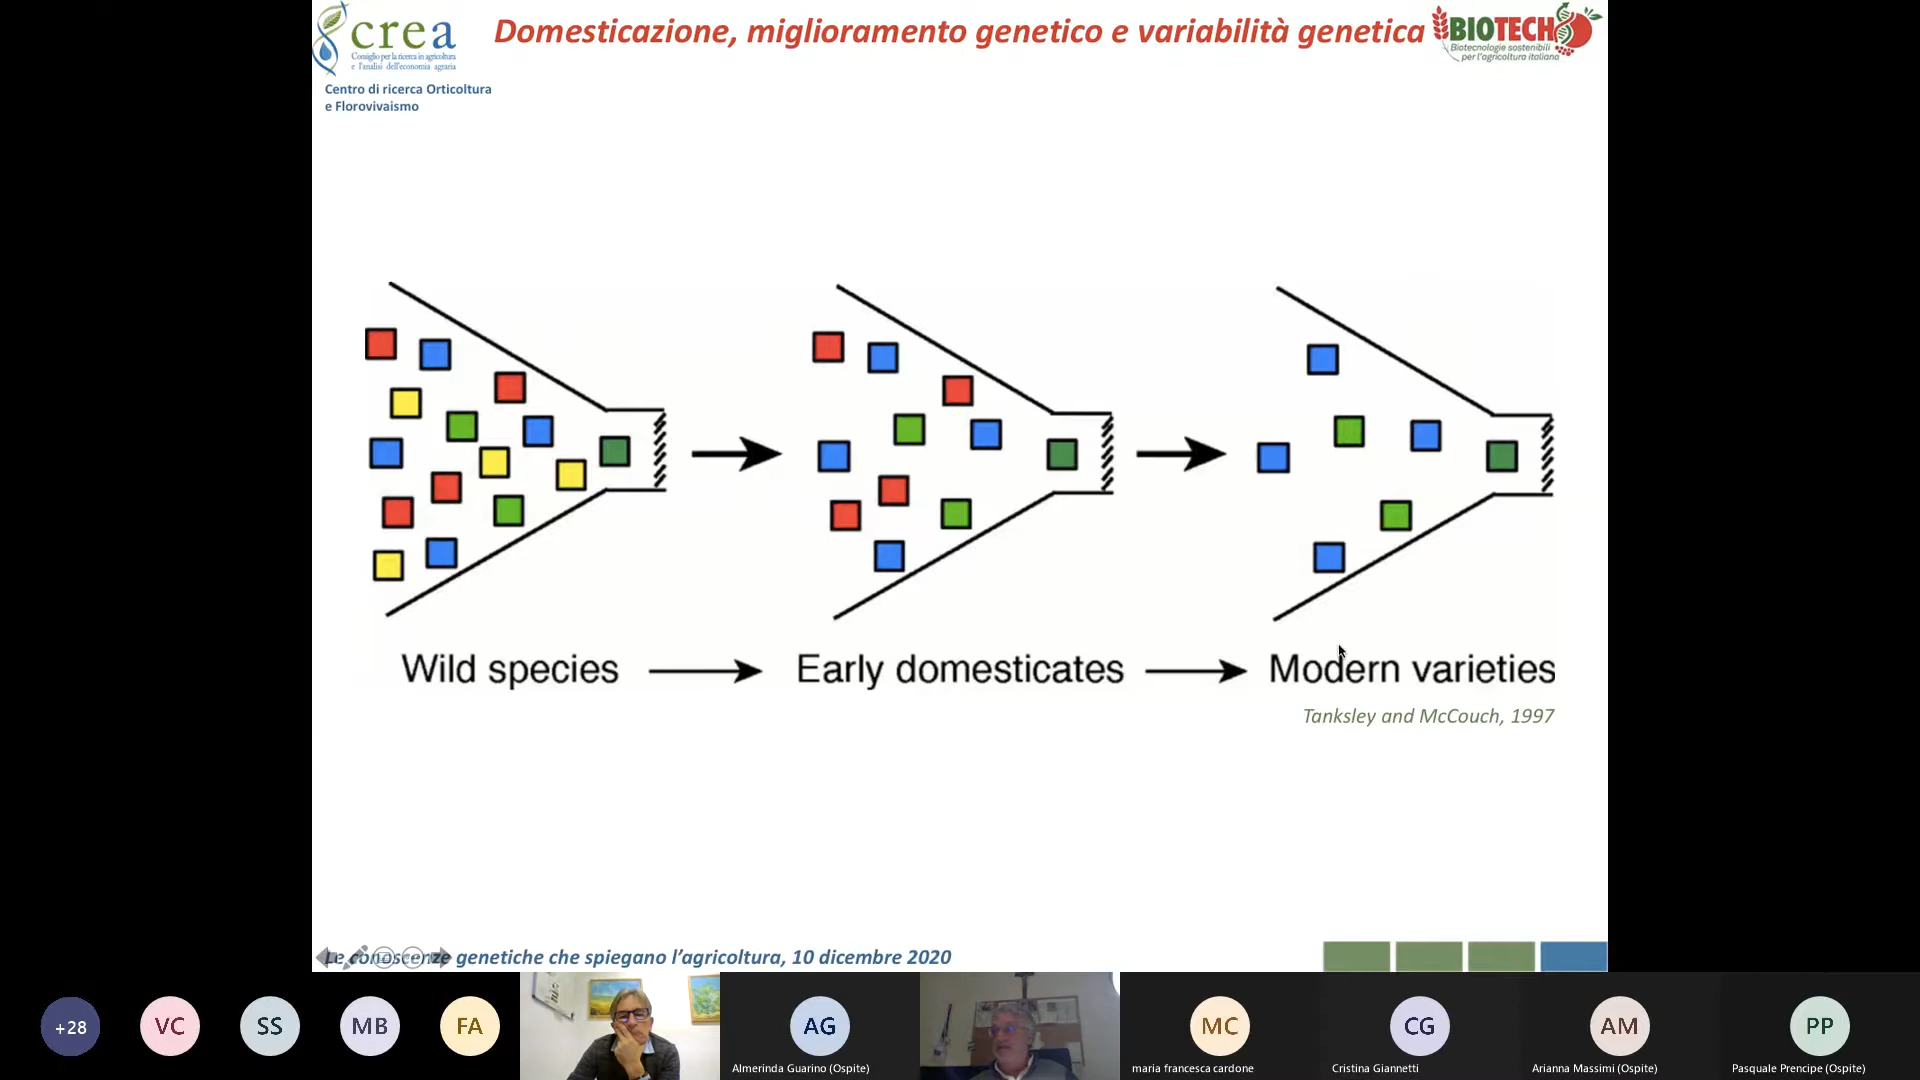 crea
Consiglio per la ricerca in agricoltura
e l'analisi dell'economia agraria
Centro di ricerca Orticoltura
e Florovivaismo
Domesticazione, miglioramento genetico e variabilità genetica
BIOTECH
Biotecnologie sostenibili
per l'agricoltura italiana
Wild species
Early domesticates
Modern varieties
Tanksley and McCouch, 1997
Le conoscenze genetiche che spiegano l'agricoltura, 10 dicembre 2020
+28
VC
SS
MB
FA
AG
Almerinda Guarino (Ospite)
MC
maria francesca cardone
CG
Cristina Giannetti
AM
Arianna Massimi (Ospite)
PP
Pasquale Prencipe (Ospite)